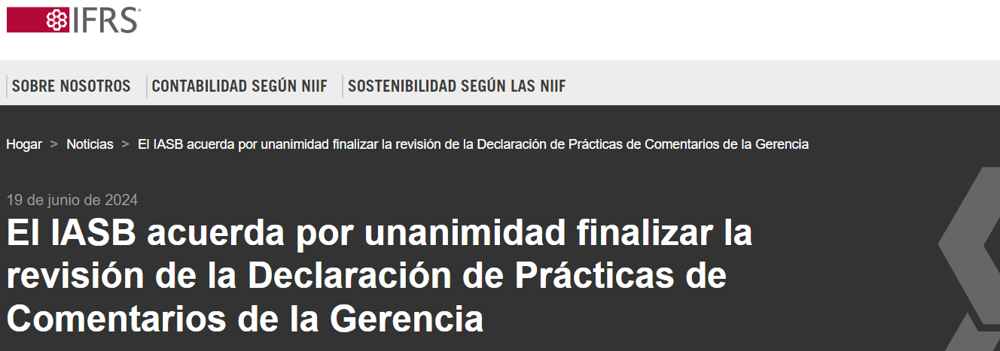 IFRS®
SOBRE NOSOTROS CONTABILIDAD SEGÚN NIIF SOSTENIBILIDAD SEGÚN LAS NIIF
Hogar > Noticias > El IASB acuerda por unanimidad finalizar la revisión de la Declaración de Prácticas de Comentarios de la Gerencia
19 de junio de 2024
El IASB acuerda por unanimidad finalizar la
revisión de la Declaración de Prácticas de
Comentarios de la Gerencia